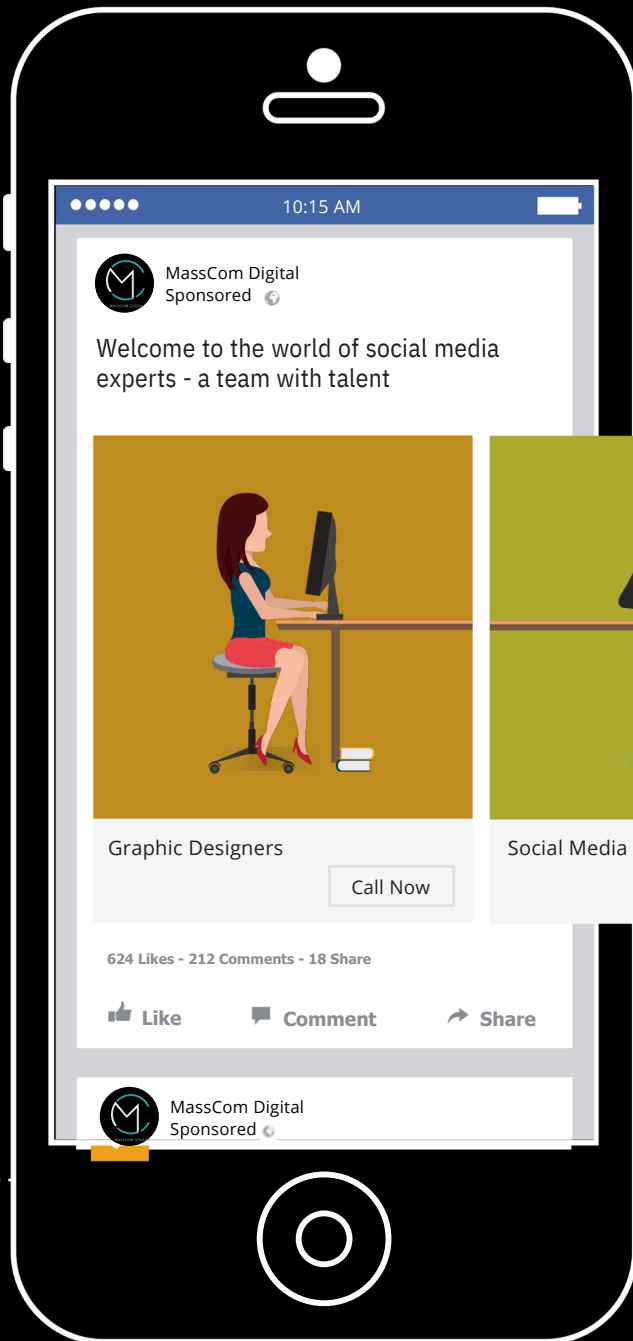 10:15 AM
MassCom Digital
Sponsored
Welcome to the world of social media
experts - a team with talent
Graphic Designers
Call Now
Social Media
624 Likes - 212 Comments - 18 Share
Like Comment Share
MassCom Digital
Sponsored